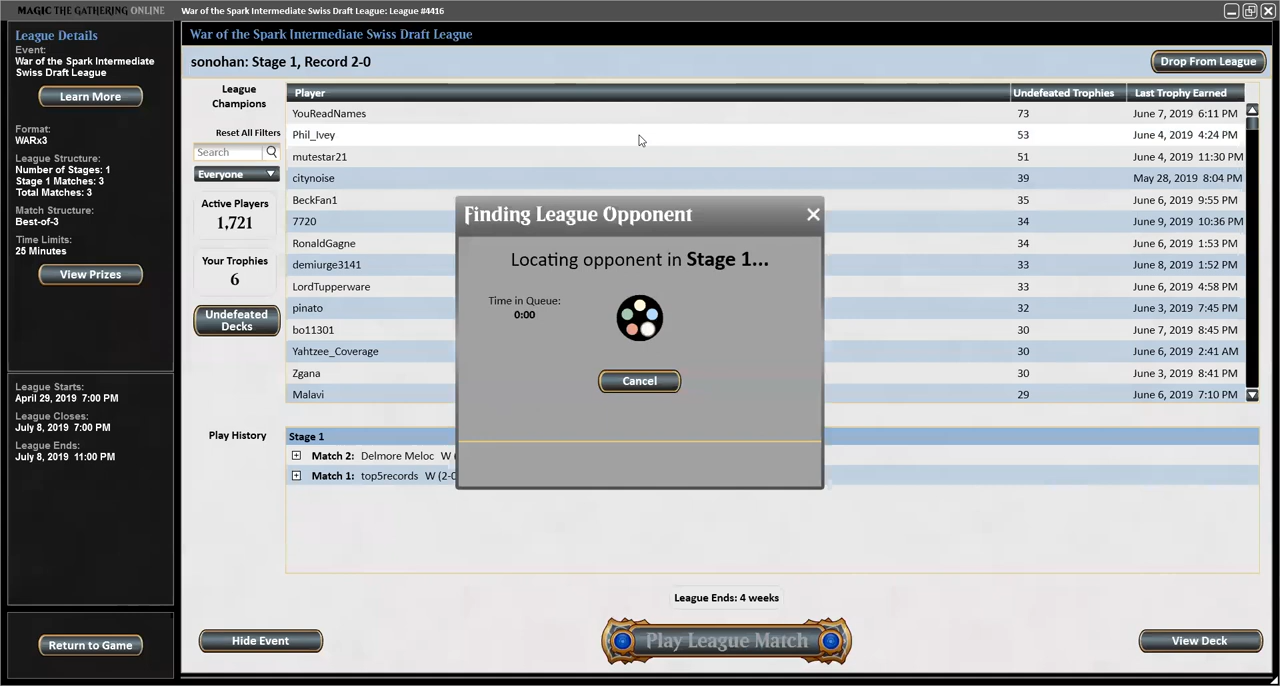 MAGIC THE GATHERING ONLINE
War of the Spark Intermediate Swiss Draft League: League #4416
League Details
Event:
War of the Spark Intermediate
Swiss Draft League
Learn More
Format:
WARx3
League Structure:
Number of Stages: 1
Stage 1 Matches: 3
Total Matches: 3
Match Structure:
Best-of-3
Time Limits:
25 Minutes
View Prizes
League Starts:
April 29, 2019 7:00 PM
League Closes:
July 8, 2019 7:00 PM
League Ends:
July 8, 2019 11:00 PM
Return to Game
War of the Spark Intermediate Swiss Draft League
sonohan: Stage 1, Record 2-0
Drop From League
League
Champions
Reset All Filters
Search
Everyone
Active Players
1,721
Your Trophies
6
Undefeated
Decks
Player Undefeated Trophies Last Trophy Earned
YouReadNames 73 June 7, 2019 6:11 PM
Phil_Ivey 53 June 4, 2019 4:24 PM
mutestar21 51 June 4, 2019 11:30 PM
citynoise 39 May 28, 2019 8:04 PM
BeckFan1 35 June 6, 2019 9:55 PM
7720 34 June 9, 2019 10:36 PM
RonaldGagne 34 June 6, 2019 1:53 PM
demiurge3141 33 June 8, 2019 1:52 PM
LordTupperware 33 June 6, 2019 4:58 PM
pinato 32 June 3, 2019 7:45 PM
bo11301 30 June 7, 2019 8:45 PM
Yahtzee_Coverage 30 June 6, 2019 2:41 AM
Zgana 30 June 3, 2019 8:41 PM
Malavi 29 June 6, 2019 7:10 PM
Finding League Opponent
Locating opponent in Stage 1...
Time in Queue:
0:00
Cancel
Play History
Stage 1
Match 2: Delmore Meloc W (
Match 1: top5records W (2-0
League Ends: 4 weeks
Hide Event
Play League Match
View Deck